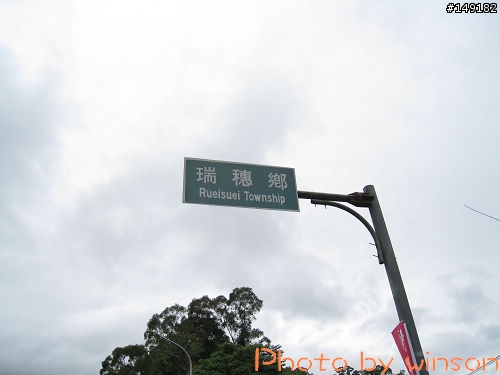 #149182
瑞穗鄉
Rueisuei Township
Photo by winson